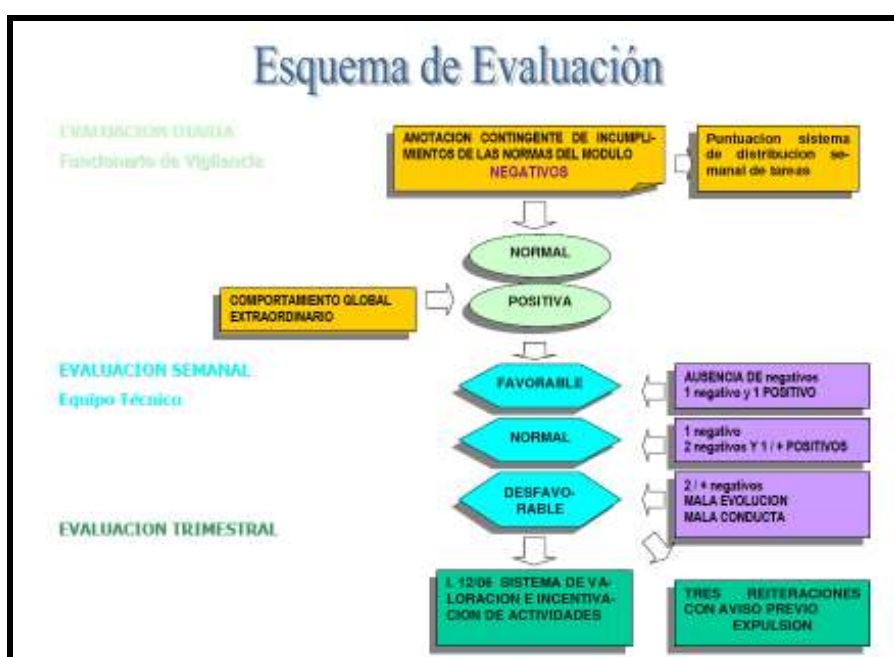 Esquema de Evaluación
EVALUACION DIARIA
Funcionario de Vigilancia
ANOTACION CONTINGENTE DE INCUMPLI-
MIENTOS DE LAS NORMAS DEL MODULO
NEGATIVOS
Puntuacion sistema
de distribucion se-
manal de tareas
NORMAL
POSITIVA
COMPORTAMIENTO GLOBAL
EXTRAORDINARIO
EVALUACION SEMANAL
Equipo Técnico
FAVORABLE
AUSENCIA DE negativos
1 negativo y 1 POSITIVO
NORMAL
1 negativo
2 negativos Y 1 / + POSITIVOS
DESFAVO-
RABLE
2 / + negativos
MALA EVOLUCION
MALA CONDUCTA
EVALUACION TRIMESTRAL
I. 12/06 SISTEMA DE VA-
LORACION E INCENTIVA-
CION DE ACTIVIDADES
TRES REITERACIONES
CON AVISO PREVIO
EXPULSION